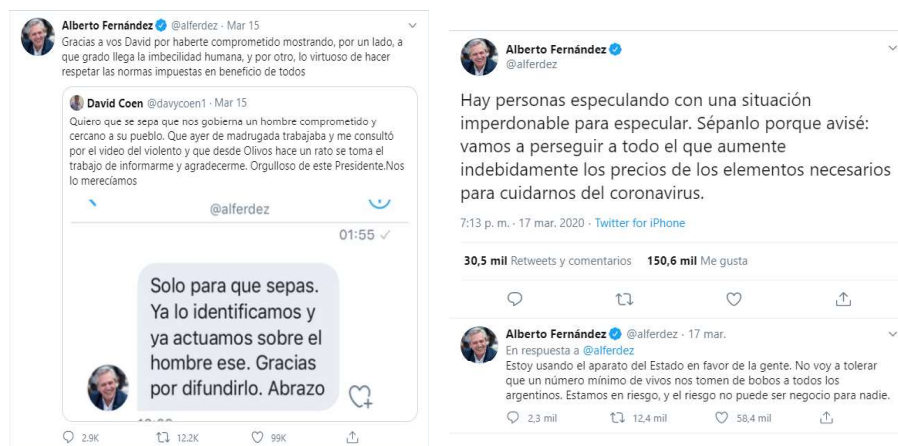 Alberto Fernández @alferdez · Mar 15
Gracias a vos David por haberte comprometido mostrando, por un lado, a
que grado llega la imbecilidad humana, y por otro, lo virtuoso de hacer
respetar las normas impuestas en beneficio de todos
David Coen @davycoen1 · Mar 15
Quiero que se sepa que nos gobierna un hombre comprometido y
cercano a su pueblo. Que ayer de madrugada trabajaba y me consultó
por el video del violento y que desde Olivos hace un rato se toma el
trabajo de informarme y agradecerme. Orgulloso de este Presidente.Nos
lo merecíamos
@alferdez
01:55
Solo para que sepas.
Ya lo identificamos y
ya actuamos sobre el
hombre ese. Gracias
por difundirlo. Abrazo
2.9K 12.2K 99K
Alberto Fernández
@alferdez
Hay personas especulando con una situación
imperdonable para especular. Sépanlo porque avisé:
vamos a perseguir a todo el que aumente
indebidamente los precios de los elementos necesarios
para cuidarnos del coronavirus.
7:13 p. m. · 17 mar. 2020 · Twitter for iPhone
30,5 mil Retweets y comentarios 150,6 mil Me gusta
Alberto Fernández @alferdez · 17 mar.
En respuesta a @alferdez
Estoy usando el aparato del Estado en favor de la gente. No voy a tolerar
que un número mínimo de vivos nos tomen de bobos a todos los
argentinos. Estamos en riesgo, y el riesgo no puede ser negocio para nadie.
2,3 mil 12,4 mil 58,4 mil